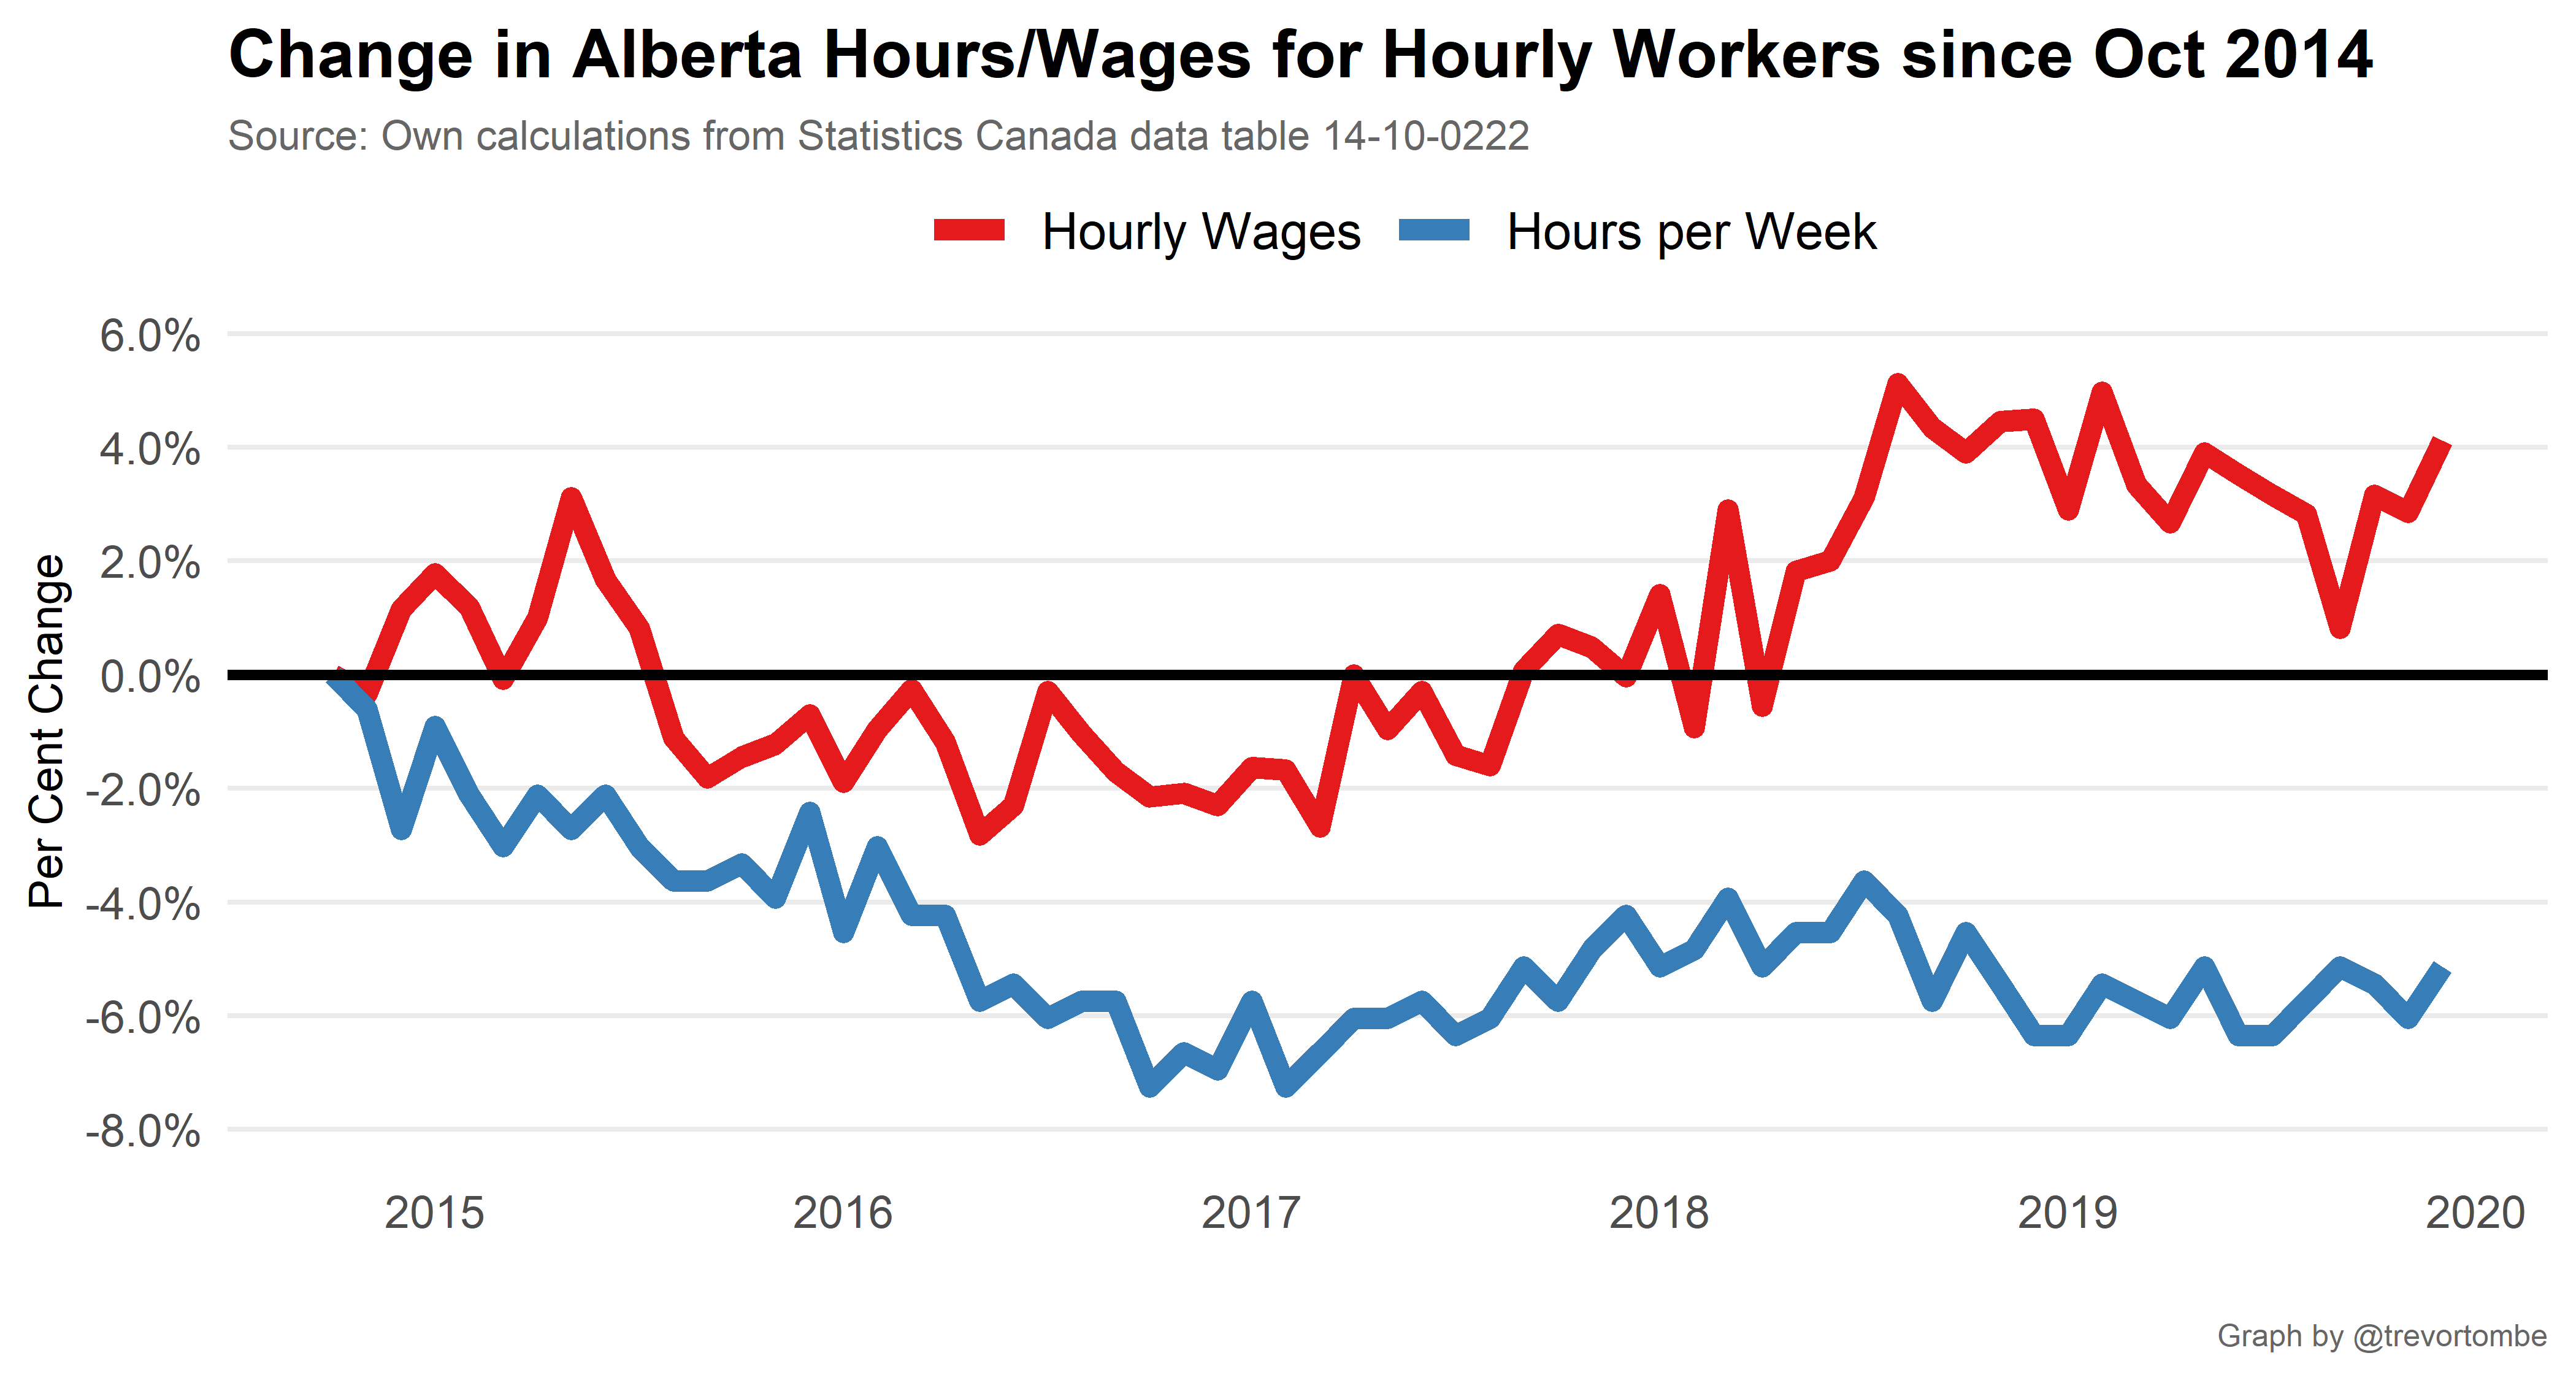 Change in Alberta Hours/Wages for Hourly Workers since Oct 2014
Source: Own calculations from Statistics Canada data table 14-10-0222
Hourly Wages Hours per Week
Per Cent Change
6.0%
4.0%
2.0%
0.0%
-2.0%
-4.0%
-6.0%
-8.0%
2015 2016 2017 2018 2019 2020
Graph by @trevortombe